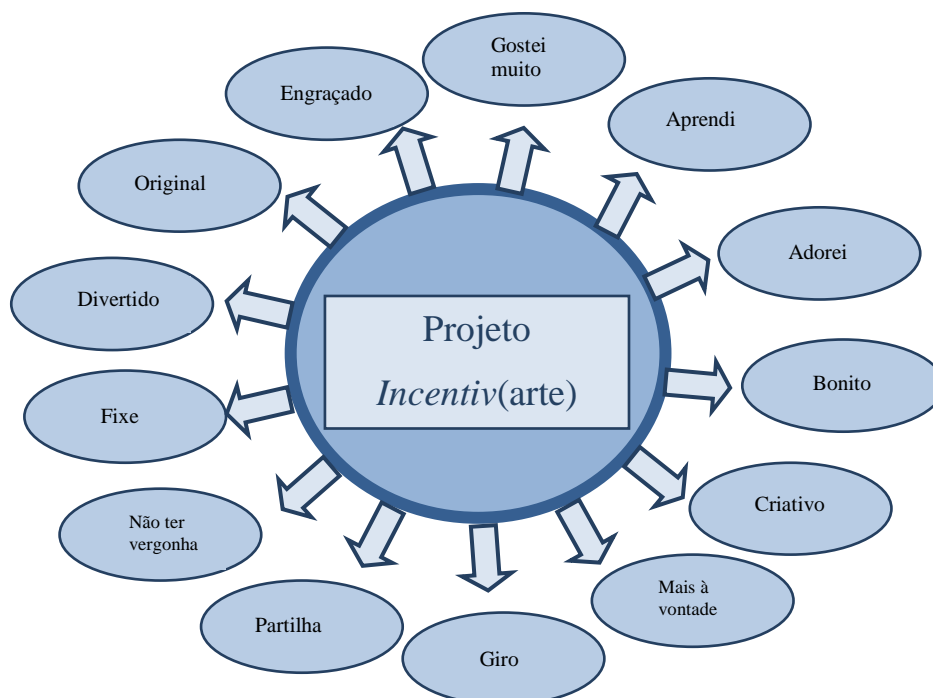 Gostei
muito
Engraçado
Aprendi
Original
Adorei
Divertido
Projeto
Incentiv(arte)
Bonito
Fixe
Criativo
Não ter
vergonha
Mais à
vontade
Partilha
Giro